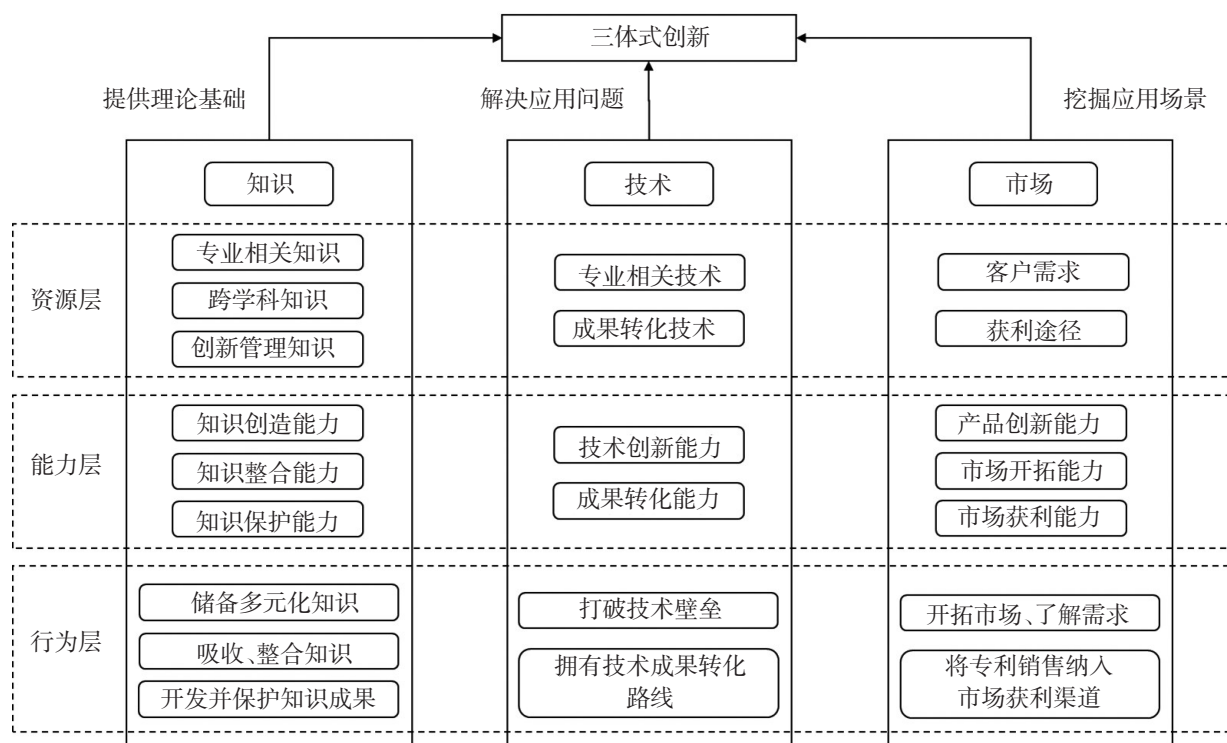 三体式创新
提供理论基础
解决应用问题
挖掘应用场景
知识
技术
市场
资源层
专业相关知识
跨学科知识
创新管理知识
专业相关技术
成果转化技术
客户需求
获利途径
能力层
知识创造能力
知识整合能力
知识保护能力
技术创新能力
成果转化能力
产品创新能力
市场开拓能力
市场获利能力
行为层
储备多元化知识
吸收、整合知识
开发并保护知识成果
打破技术壁垒
拥有技术成果转化
路线
开拓市场、了解需求
将专利销售纳入
市场获利渠道